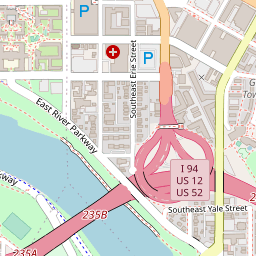 P
P
Southeast Erie Street
East River Parkway
I 94
US 12
US 52
Southeast Yale Street
235B
235A